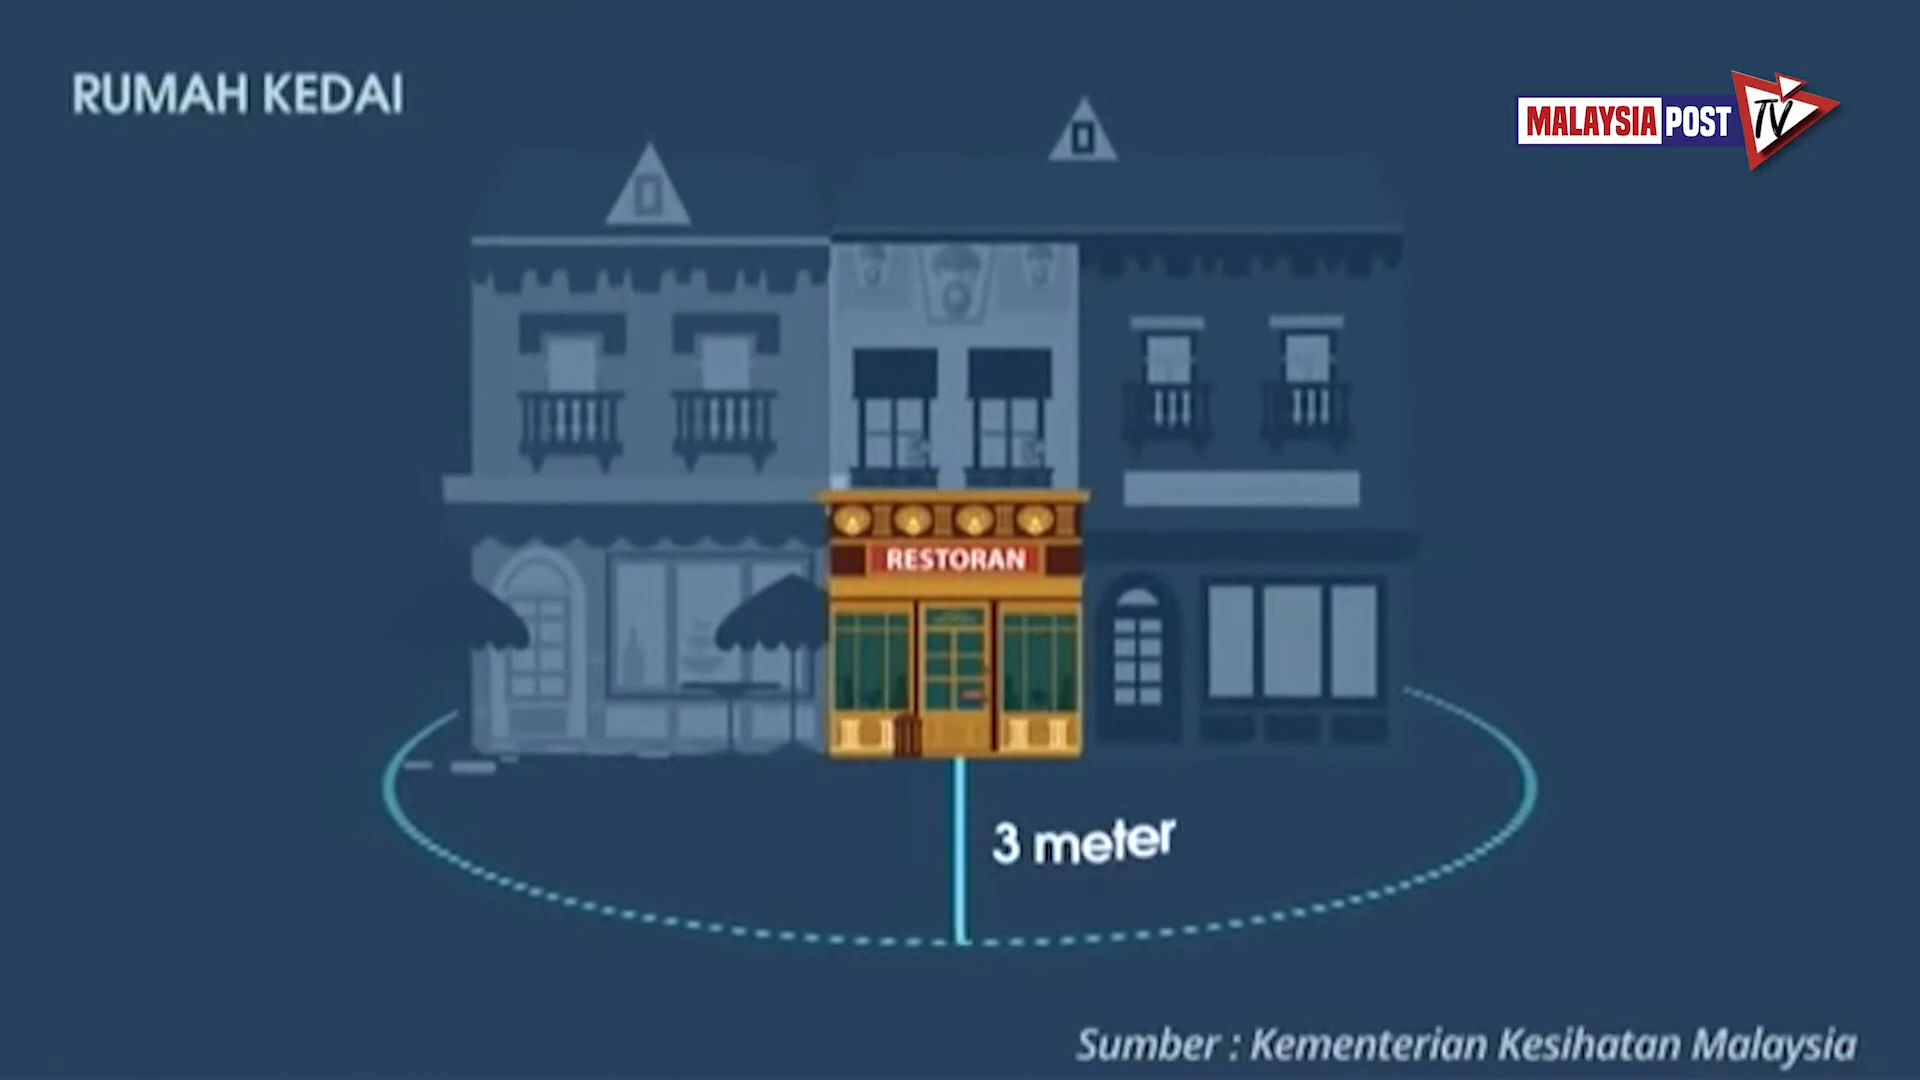 RUMAH KEDAI
MALAYSIA POST TV
RESTORAN
3 meter
Sumber : Kementerian Kesihatan Malaysia